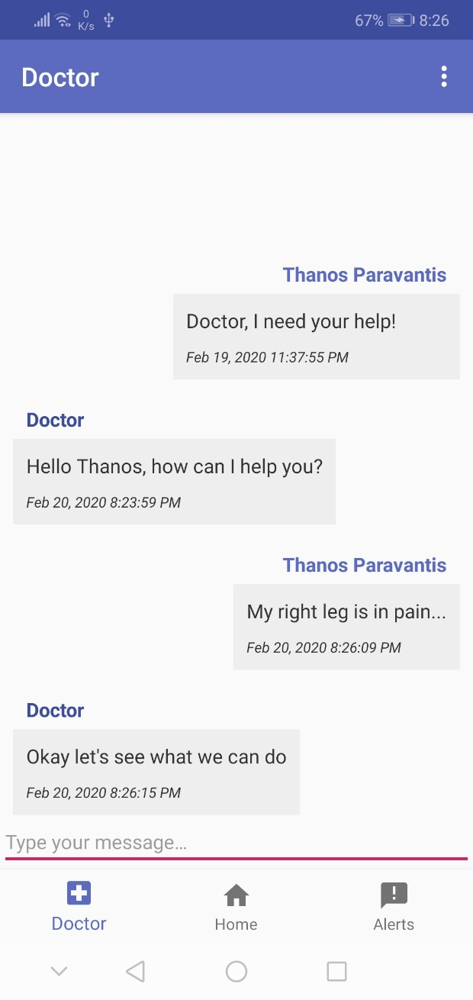 0
K/s
67%
8:26
Doctor
Thanos Paravantis
Doctor, I need your help!
Feb 19, 2020 11:37:55 PM
Doctor
Hello Thanos, how can I help you?
Feb 20, 2020 8:23:59 PM
Thanos Paravantis
My right leg is in pain...
Feb 20, 2020 8:26:09 PM
Doctor
Okay let's see what we can do
Feb 20, 2020 8:26:15 PM
Type your message...
Doctor
Home
Alerts